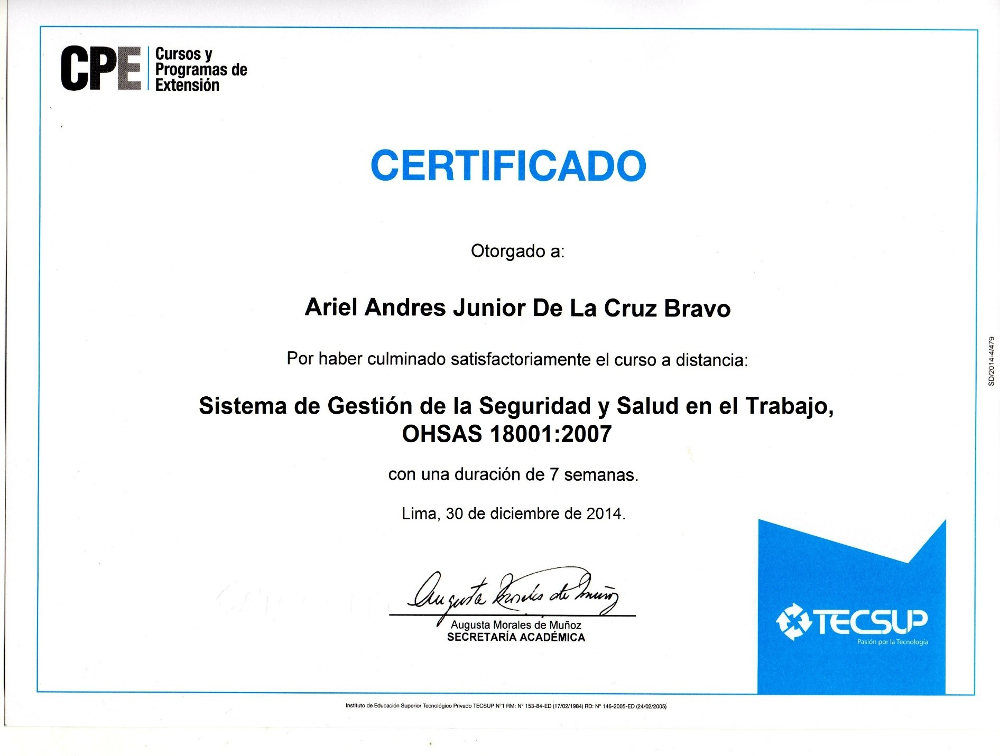 CPE
Cursos y
Programas de
Extensión
CERTIFICADO
Otorgado a:
Ariel Andres Junior De La Cruz Bravo
Por haber culminado satisfactoriamente el curso a distancia:
Sistema de Gestión de la Seguridad y Salud en el Trabajo,
OHSAS 18001:2007
con una duración de 7 semanas.
Lima, 30 de diciembre de 2014.
Augusta Morales de Muñoz
Augusta Morales de Muñoz
SECRETARÍA ACADÉMICA
TECSUP
Pasión por la Tecnología
SD/2014-4/479
Instituto de Educación Superior Tecnológico Privado TECSUP N°1 RM: N° 153-84-ED (17/02/1984) RD: N° 146-2005-ED (24/02/2005)